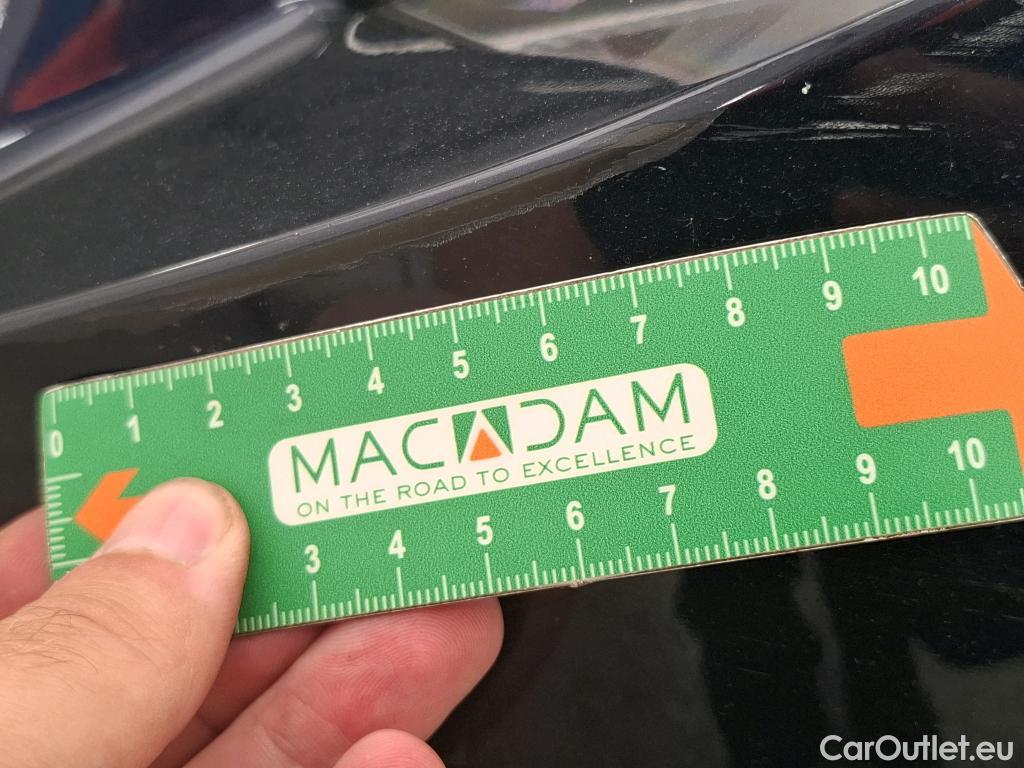 0 1 2 3 4 5 6 7 8 9 10
MACADAM
ON THE ROAD TO EXCELLENCE
3 4 5 6 7 8 9 10
CarOutlet.eu